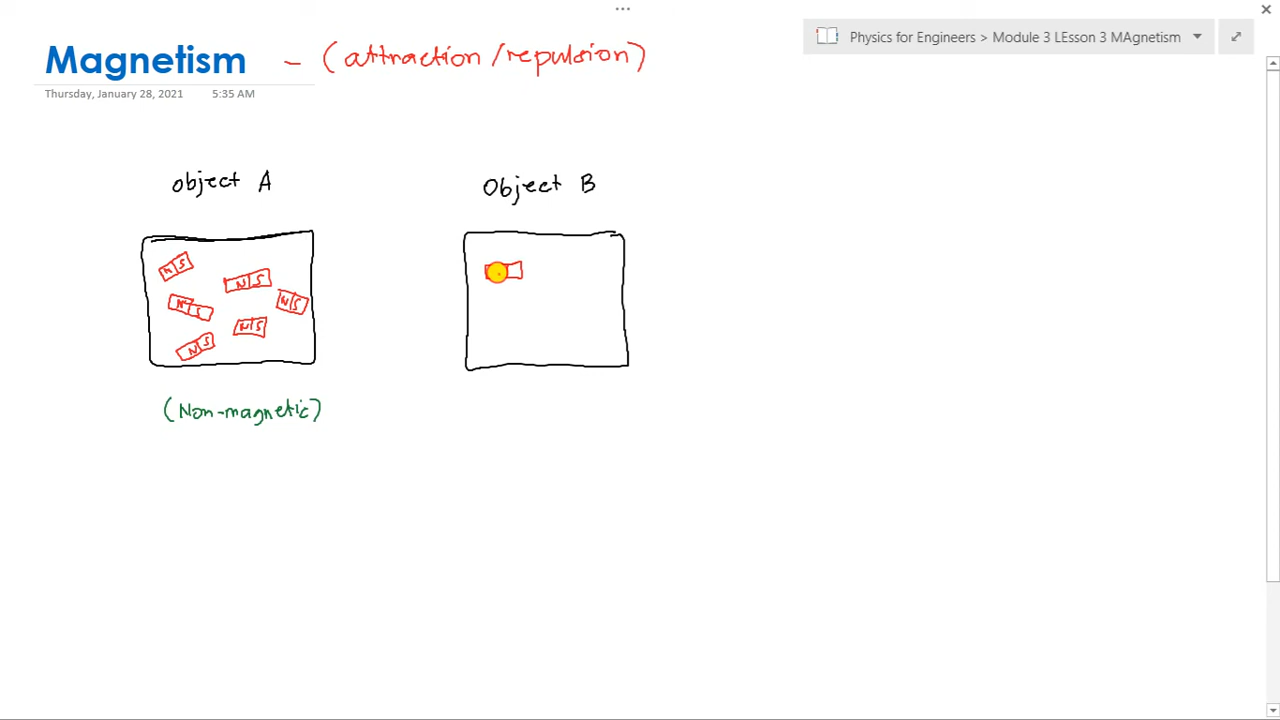 ...
Magnetism - (attraction/repulsion)
Physics for Engineers > Module 3 LEsson 3 MAgnetism
Thursday, January 28, 2021 5:35 AM
object A
Object B
N S
N S
N S
N S
N S
N S
(Non-magnetic)